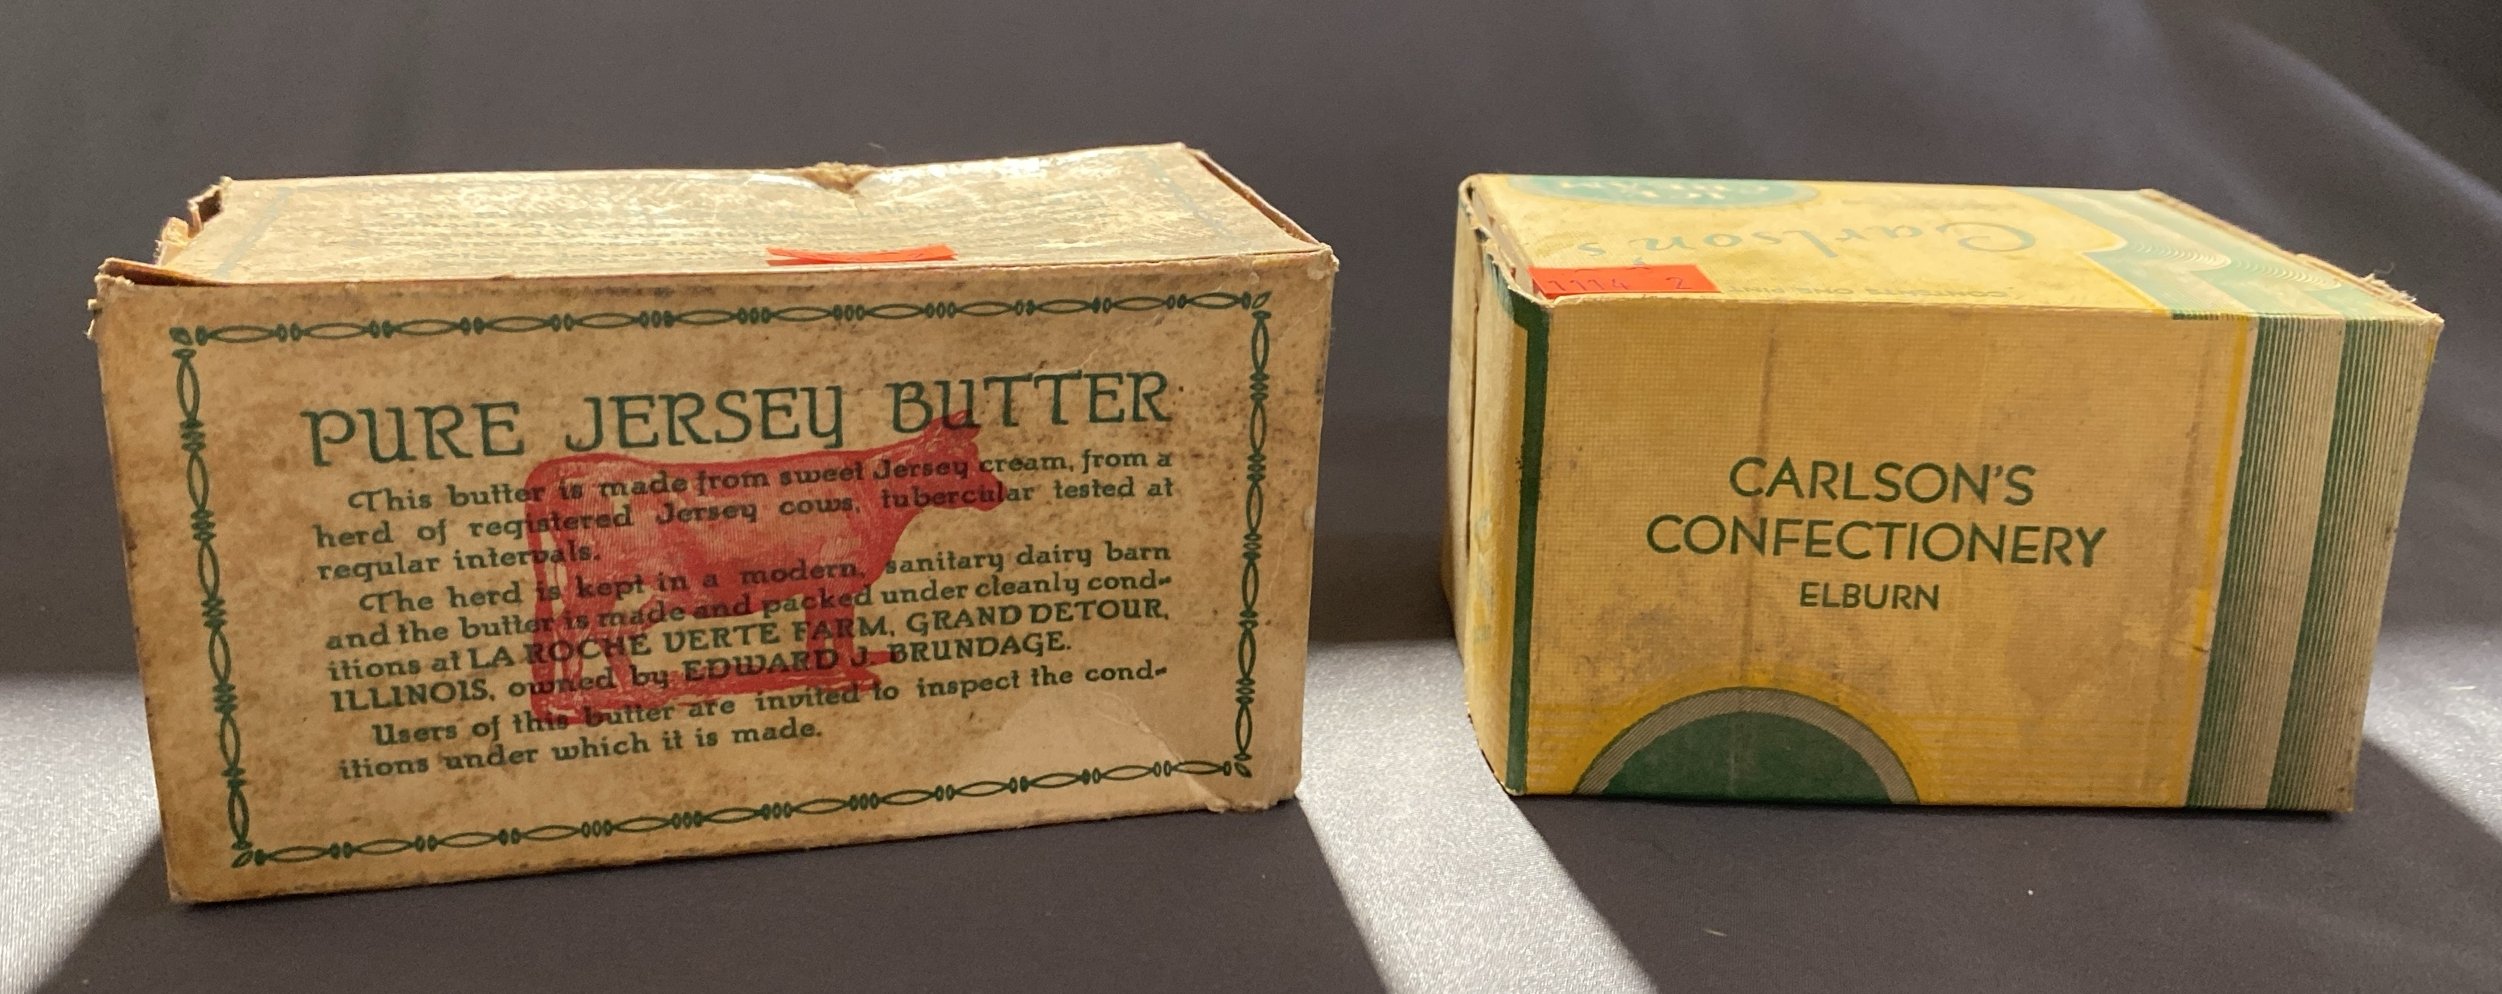 PURE JERSEY BUTTER
This butter is made from sweet Jersey cream, from a
herd of registered Jersey cows, tubercular tested at
regular intervals.
The herd is kept in a modern, sanitary dairy barn
and the butter is made and packed under cleanly cond-
itions at LA ROCHE VERTE FARM, GRAND DETOUR,
ILLINOIS, owned by EDWARD J. BRUNDAGE.
Users of this butter are invited to inspect the cond-
itions under which it is made.
Carlson's
1114 2
CARLSON'S
CONFECTIONERY
ELBURN